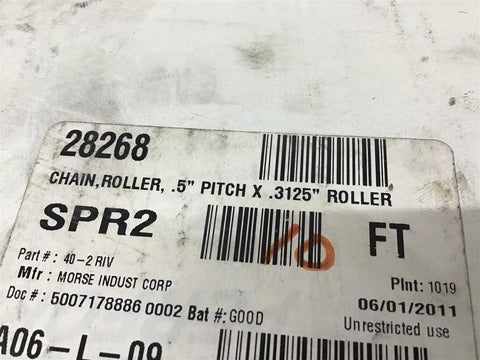 28268
CHAIN,ROLLER, .5" PITCH X .3125" ROLLER
SPR2 10 FT
Part # : 40-2 RIV
Mfr : MORSE INDUST CORP Plnt: 1019
Doc # : 5007178886 0002 Bat #: GOOD 06/01/2011
Unrestricted use
A06-L-09